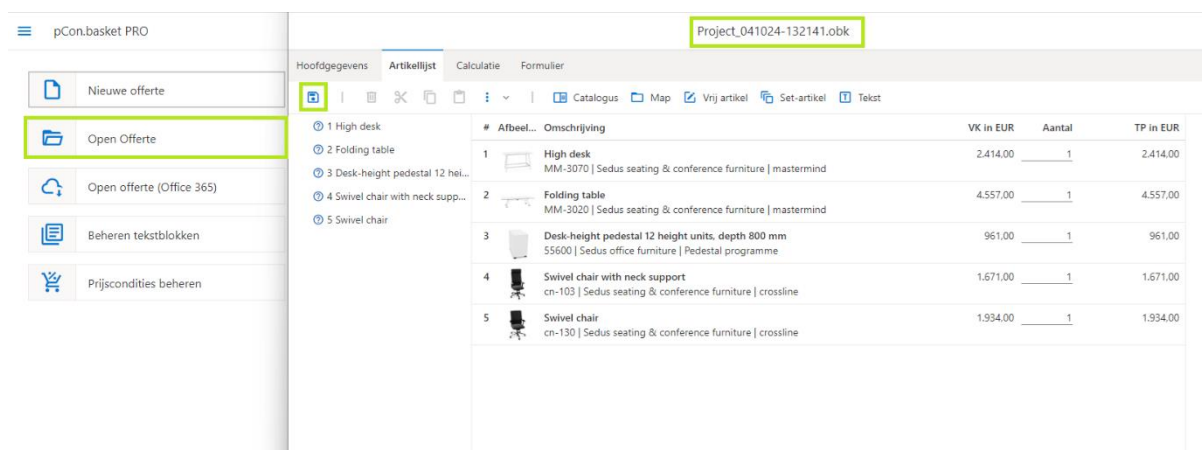 pCon.basket PRO
Nieuwe offerte
Open Offerte
Open offerte (Office 365)
Beheren tekstblokken
Prijscondities beheren
Project_041024-132141.obk
Hoofdgegevens Artikellijst Calculatie Formulier
Catalogus Map Vrij artikel Set-artikel Tekst
1 High desk
2 Folding table
3 Desk-height pedestal 12 hei...
4 Swivel chair with neck supp...
5 Swivel chair
# Afbeel... Omschrijving VK in EUR Aantal TP in EUR
1 High desk 2.414,00 1 2.414,00
MM-3070 | Sedus seating & conference furniture | mastermind
2 Folding table 4.557,00 1 4.557,00
MM-3020 | Sedus seating & conference furniture | mastermind
3 Desk-height pedestal 12 height units, depth 800 mm 961,00 1 961,00
55600 | Sedus office furniture | Pedestal programme
4 Swivel chair with neck support 1.671,00 1 1.671,00
cn-103 | Sedus seating & conference furniture | crossline
5 Swivel chair 1.934,00 1 1.934,00
cn-130 | Sedus seating & conference furniture | crossline